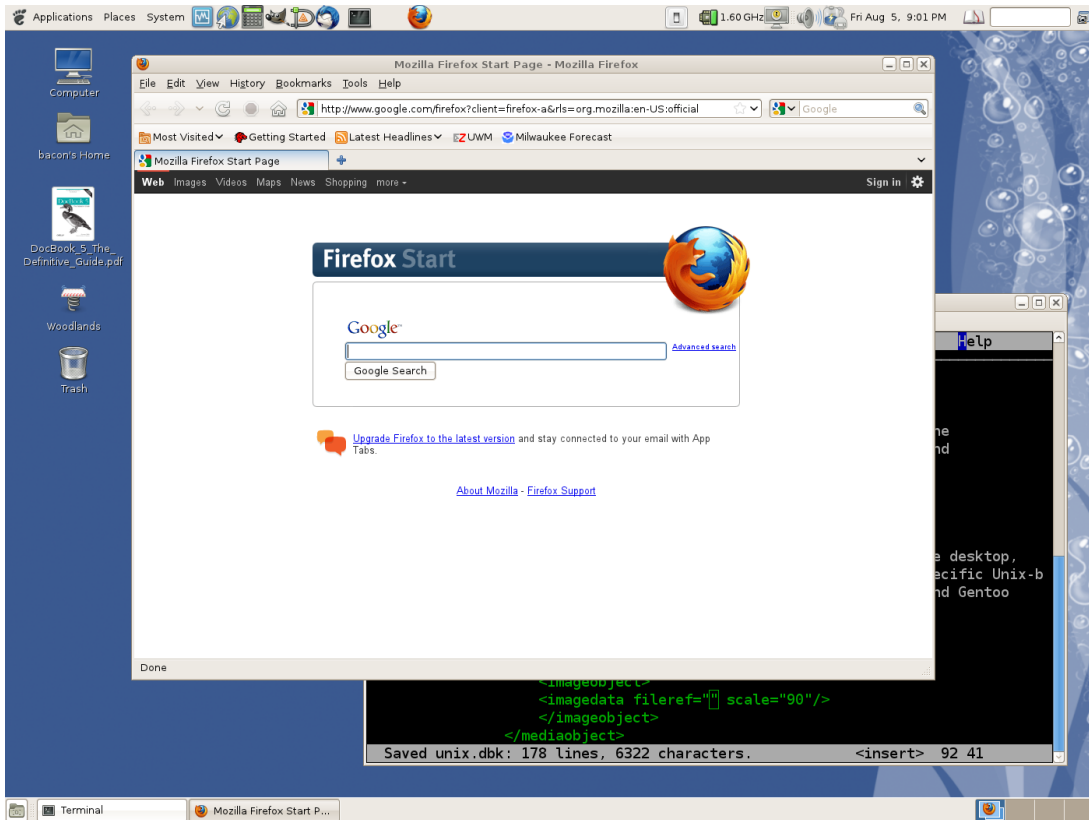 Applications Places System 1.60 GHz Fri Aug 5, 9:01 PM
Computer
bacon's Home
DocBook 5
DocBook_5_The_
Definitive_Guide.pdf
Woodlands
Trash
Mozilla Firefox Start Page - Mozilla Firefox
File Edit View History Bookmarks Tools Help
http://www.google.com/firefox?client=firefox-a&rls=org.mozilla:en-US:official Google
Most Visited Getting Started Latest Headlines UWM Milwaukee Forecast
Mozilla Firefox Start Page
Web Images Videos Maps News Shopping more Sign in
Firefox Start
Google
Advanced search
Google Search
Upgrade Firefox to the latest version and stay connected to your email with App
Tabs.
About Mozilla - Firefox Support
Done
Help
ne
nd
e desktop,
ecific Unix-b
nd Gentoo
<imageobject>
<imagedata fileref="" scale="90"/>
</imageobject>
</mediaobject>
Saved unix.dbk: 178 lines, 6322 characters. <insert> 92 41
Terminal Mozilla Firefox Start P...